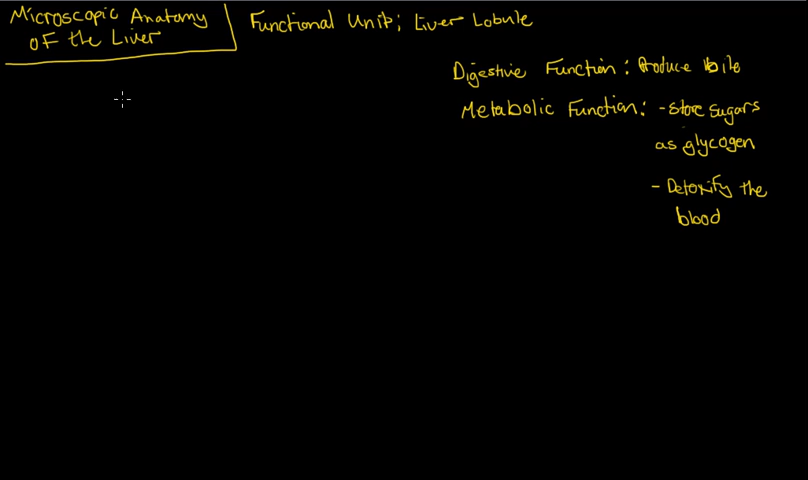 Microscopic Anatomy
of the Liver
Functional Unit; Liver Lobule
Digestive Function: Produce bile
Metabolic Function: - Store sugars
as glycogen
- Detoxify the
blood